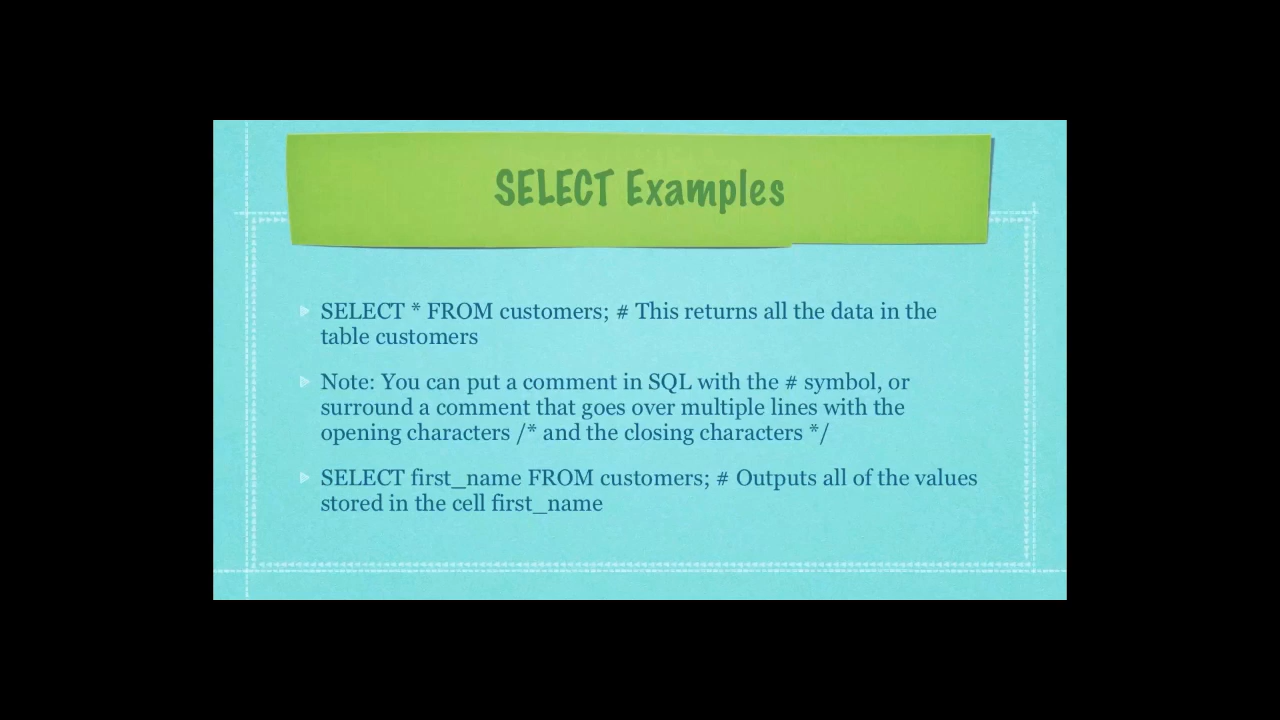 SELECT Examples
SELECT * FROM customers; # This returns all the data in the
table customers
Note: You can put a comment in SQL with the # symbol, or
surround a comment that goes over multiple lines with the
opening characters /* and the closing characters */
SELECT first_name FROM customers; # Outputs all of the values
stored in the cell first_name